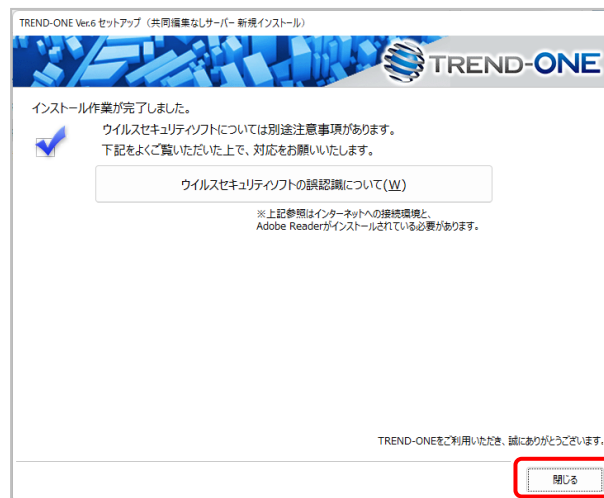 TREND-ONE Ver.6 セットアップ（共同編集なしサーバー 新規インストール）
TREND-ONE
インストール作業が完了しました。
ウイルスセキュリティソフトについては別途注意事項があります。
下記をよくご覧いただいた上で、対応をお願いいたします。
ウイルスセキュリティソフトの誤認識について(W)
※上記参照はインターネットへの接続環境と、
Adobe Readerがインストールされている必要があります。
TREND-ONEをご利用いただき、誠にありがとうございます。
閉じる